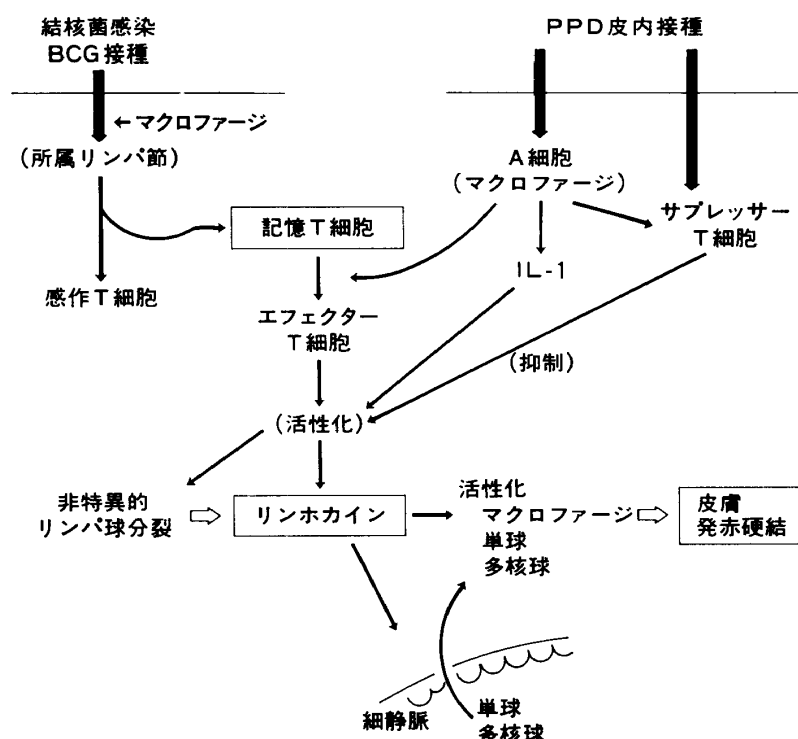 結核菌感染
BCG接種
←マクロファージ
(所属リンパ節)
感作T細胞
記憶T細胞
エフェクター
T細胞
PPD皮内接種
A細胞
(マクロファージ)
IL-1
サプレッサー
T細胞
(抑制)
(活性化)
非特異的
リンパ球分裂
リンホカイン
活性化
マクロファージ
単球
多核球
皮膚
発赤硬結
細静脈
単球
多核球